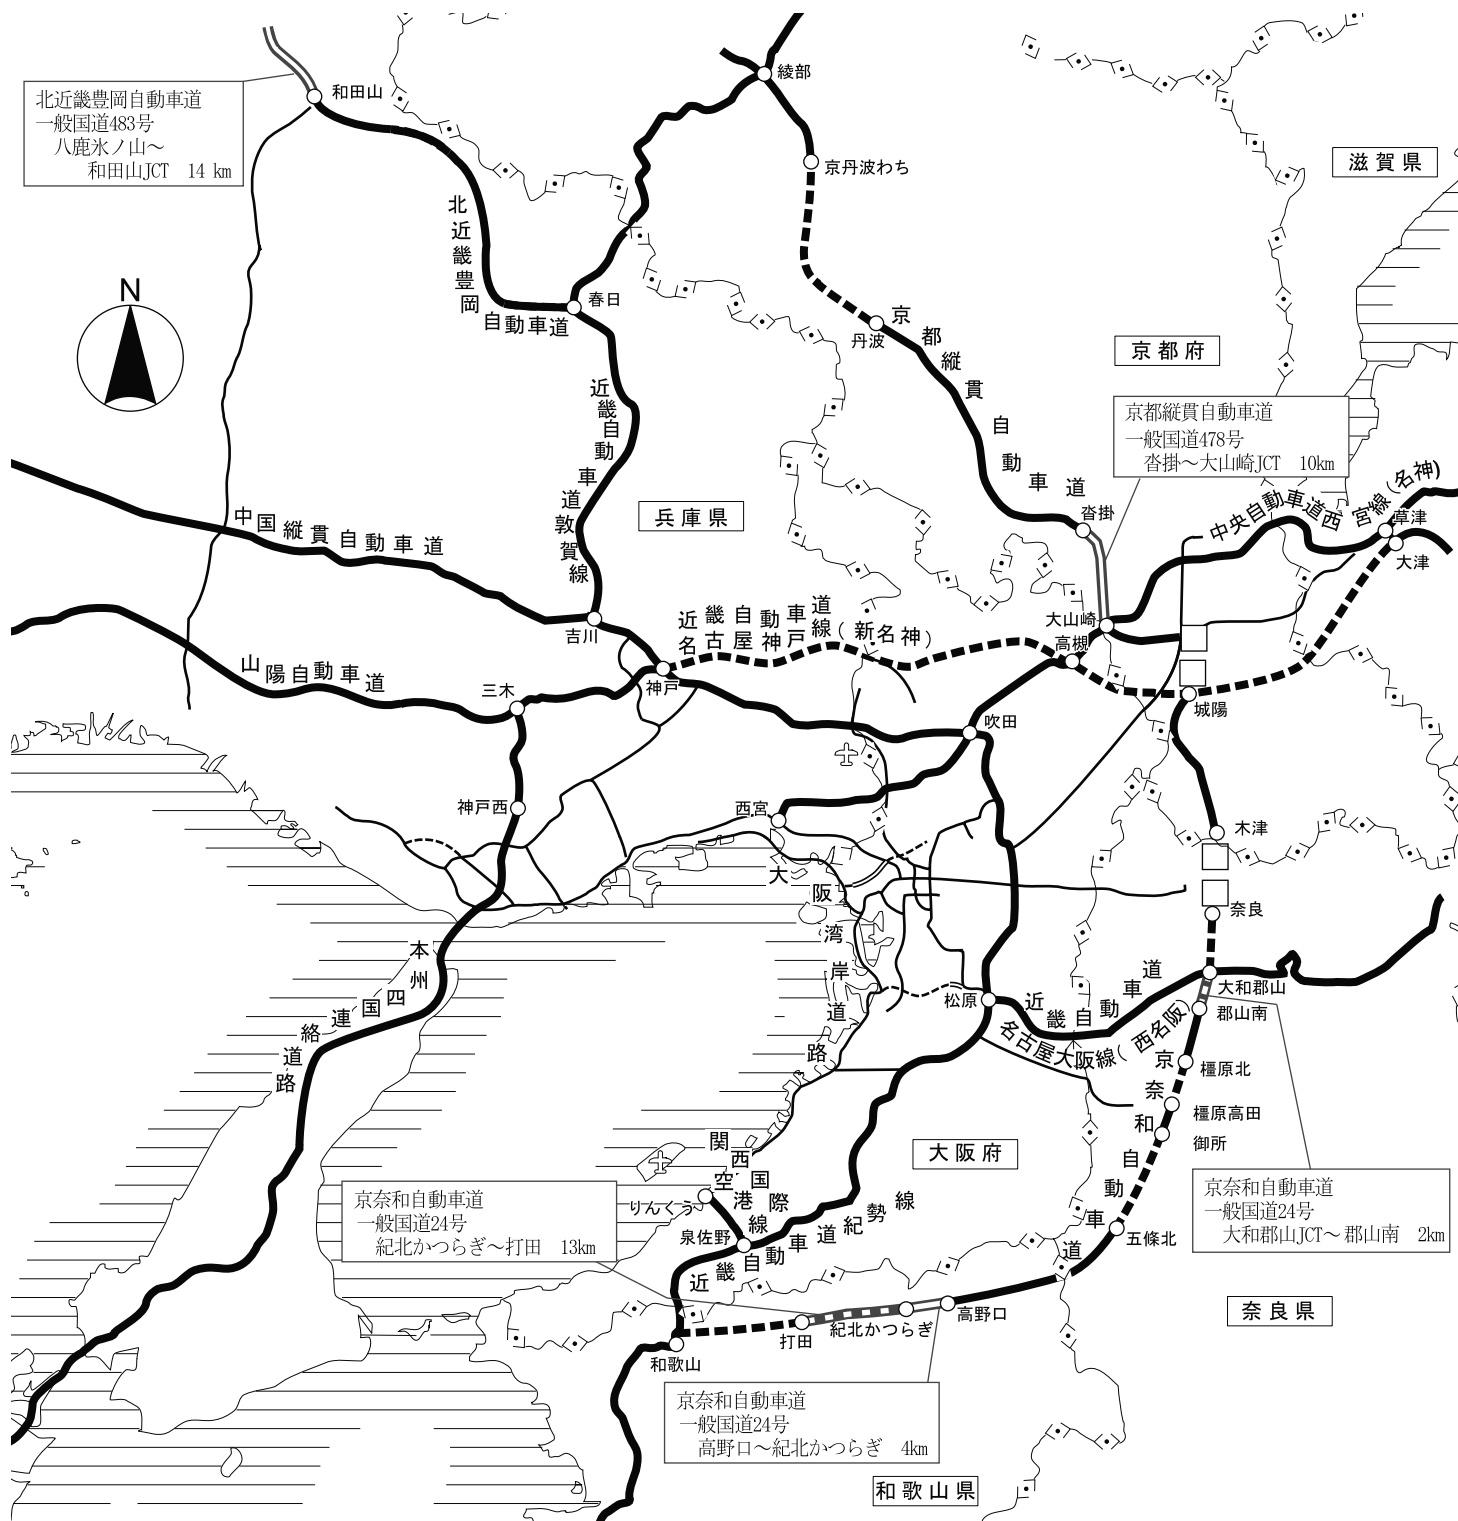 北近畿豊岡自動車道
一般国道483号
八鹿氷ノ山〜
和田山JCT 14 km
和田山
綾部
京丹波わち
滋賀県
N
北近畿豊岡自動車道
春日
丹波
京都縦貫自動車道
京都府
京都縦貫自動車道
一般国道478号
沓掛〜大山崎JCT 10km
近畿自動車道敦賀線
兵庫県
沓掛
中央自動車道西宮線(名神)
草津
大津
中国縦貫自動車道
吉川
近畿自動車道
名古屋神戸線(新名神)
大山崎
高槻
山陽自動車道
三木
神戸
城陽
吹田
神戸西
西宮
木津
大阪湾岸道路
奈良
本州四国連絡道路
松原
近畿自動車道
名古屋大阪線(西名阪)
大和郡山
郡山南
橿原北
橿原高田
御所
京奈和自動車道
大阪府
関西空港線
国際
りんくう
泉佐野
近畿自動車道紀勢線
五條北
京奈和自動車道
一般国道24号
紀北かつらぎ〜打田 13km
京奈和自動車道
一般国道24号
大和郡山JCT〜郡山南 2km
奈良県
高野口
紀北かつらぎ
打田
和歌山
京奈和自動車道
一般国道24号
高野口〜紀北かつらぎ 4km
和歌山県